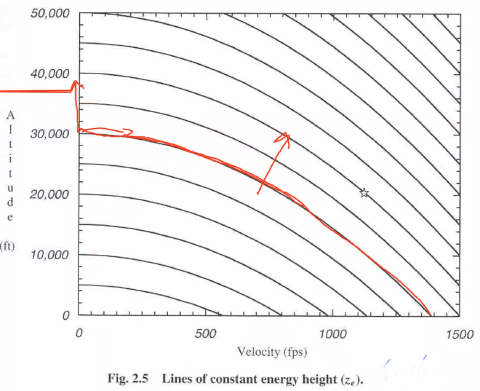 50,000
40,000
A
l
t
i
t
u
d
e
(ft)
30,000
20,000
10,000
0
0 500 1000 1500
Velocity (fps)
Fig. 2.5 Lines of constant energy height (zₑ).